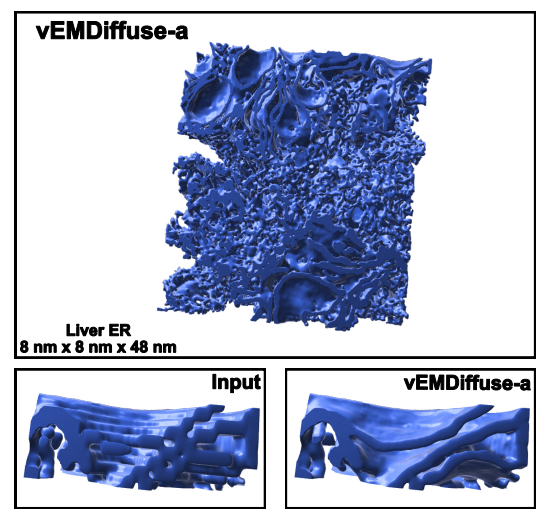 vEMDiffuse-a
Liver ER
8 nm x 8 nm x 48 nm
Input
vEMDiffuse-a